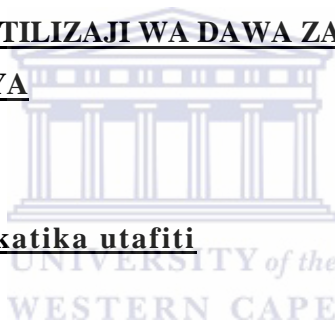 TILIZAJI WA DAWA ZA
YA
katika utafiti
UNIVERSITY of the
WESTERN CAPE